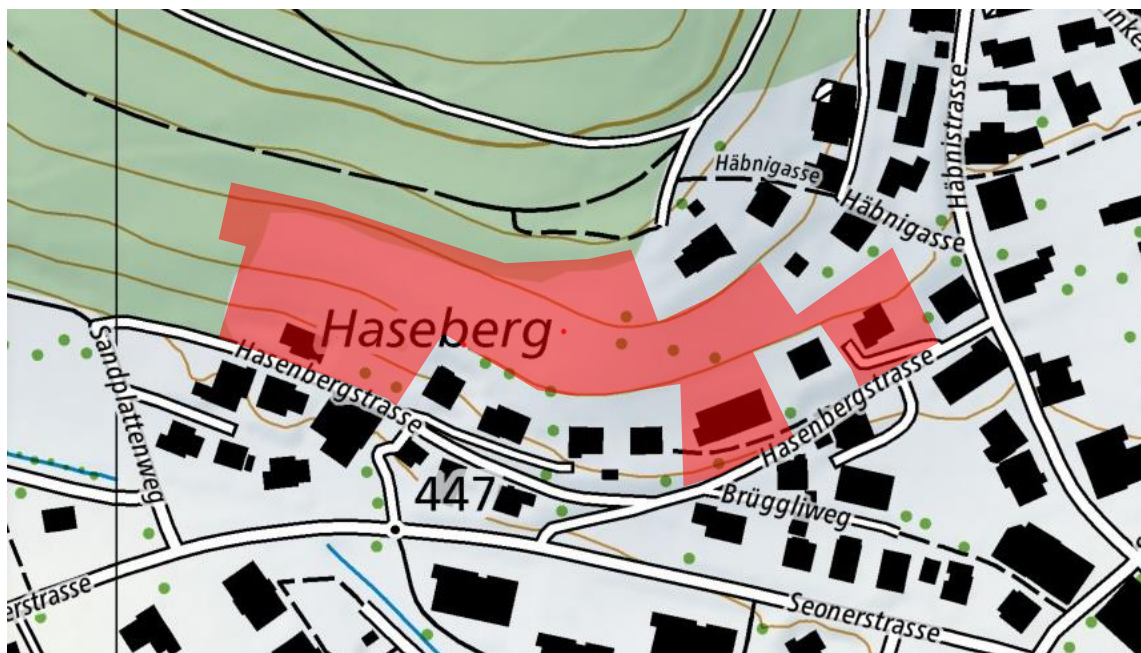 Häbnistrasse
Häbnigasse
Häbnigasse
Haseberg
Hasenbergstrasse
Sandplattenweg
Hasenbergstrasse
447
Brüggliweg
erstrasse
Seonerstrasse